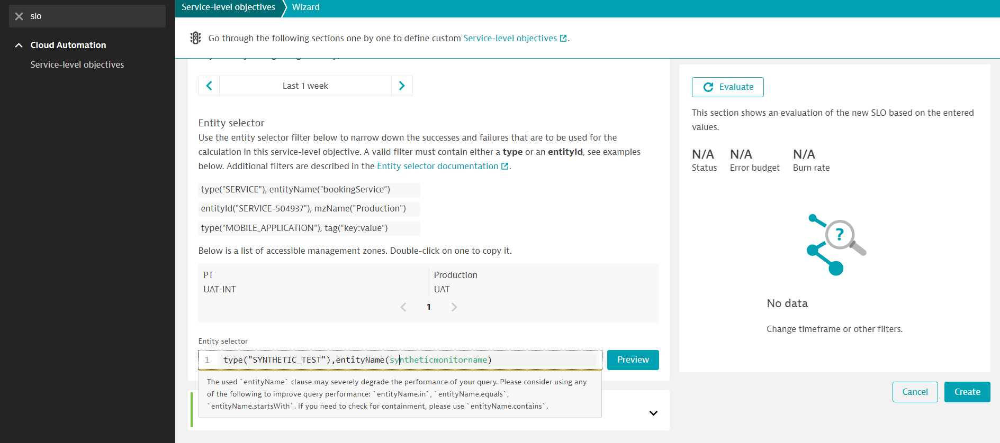 slo
Cloud Automation
Service-level objectives
Service-level objectives
Wizard
Go through the following sections one by one to define custom Service-level objectives.
Last 1 week
Entity selector
Use the entity selector filter below to narrow down the successes and failures that are to be used for the
calculation in this service-level objective. A valid filter must contain either a type or an entityId, see examples
below. Additional filters are described in the Entity selector documentation.
type("SERVICE"), entityName("bookingService")
entityId("SERVICE-504937"), mzName("Production")
type("MOBILE_APPLICATION"), tag("key:value")
Below is a list of accessible management zones. Double-click on one to copy it.
PT
Production
UAT-INT
UAT
1
Entity selector
1 type("SYNTHETIC_TEST"),entityName(syntheticmonitorname)
Preview
The used `entityName` clause may severely degrade the performance of your query. Please consider using any
of the following to improve query performance: `entityName.in`, `entityName.equals`,
`entityName.startsWith`. If you need to check for containment, please use `entityName.contains`.
Evaluate
This section shows an evaluation of the new SLO based on the entered
values.
N/A N/A N/A
Status Error budget Burn rate
?
No data
Change timeframe or other filters.
Cancel
Create